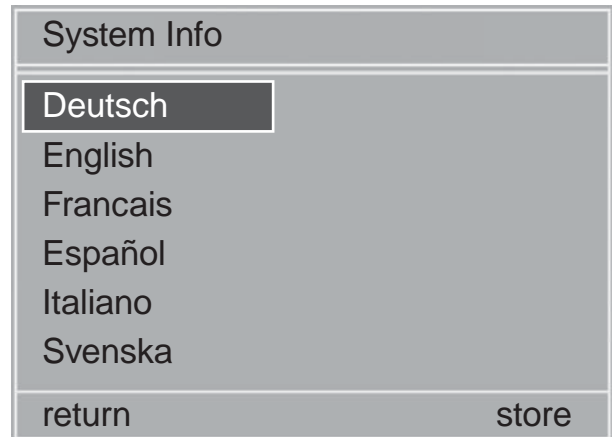 System Info
Deutsch
English
Francais
Español
Italiano
Svenska
return store